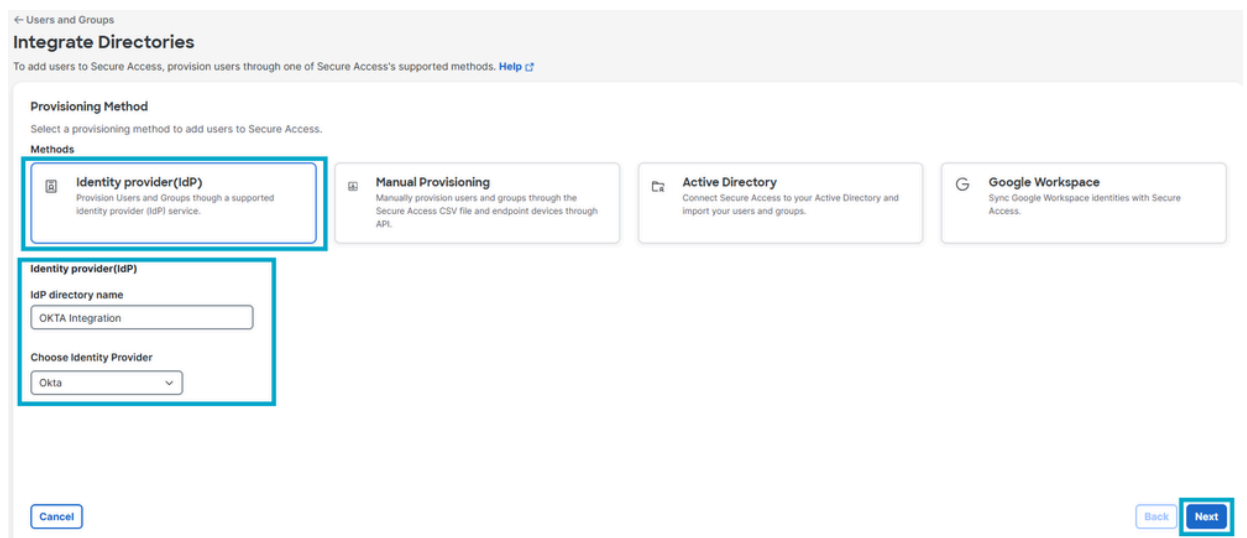 ← Users and Groups
Integrate Directories
To add users to Secure Access, provision users through one of Secure Access's supported methods. Help
Provisioning Method
Select a provisioning method to add users to Secure Access.
Methods
Identity provider(IdP)
Provision Users and Groups though a supported
identity provider (IdP) service.
Manual Provisioning
Manually provision users and groups through the
Secure Access CSV file and endpoint devices through
API.
Active Directory
Connect Secure Access to your Active Directory and
import your users and groups.
Google Workspace
Sync Google Workspace identities with Secure
Access.
Identity provider(IdP)
IdP directory name
OKTA Integration
Choose Identity Provider
Okta
Cancel
Back
Next